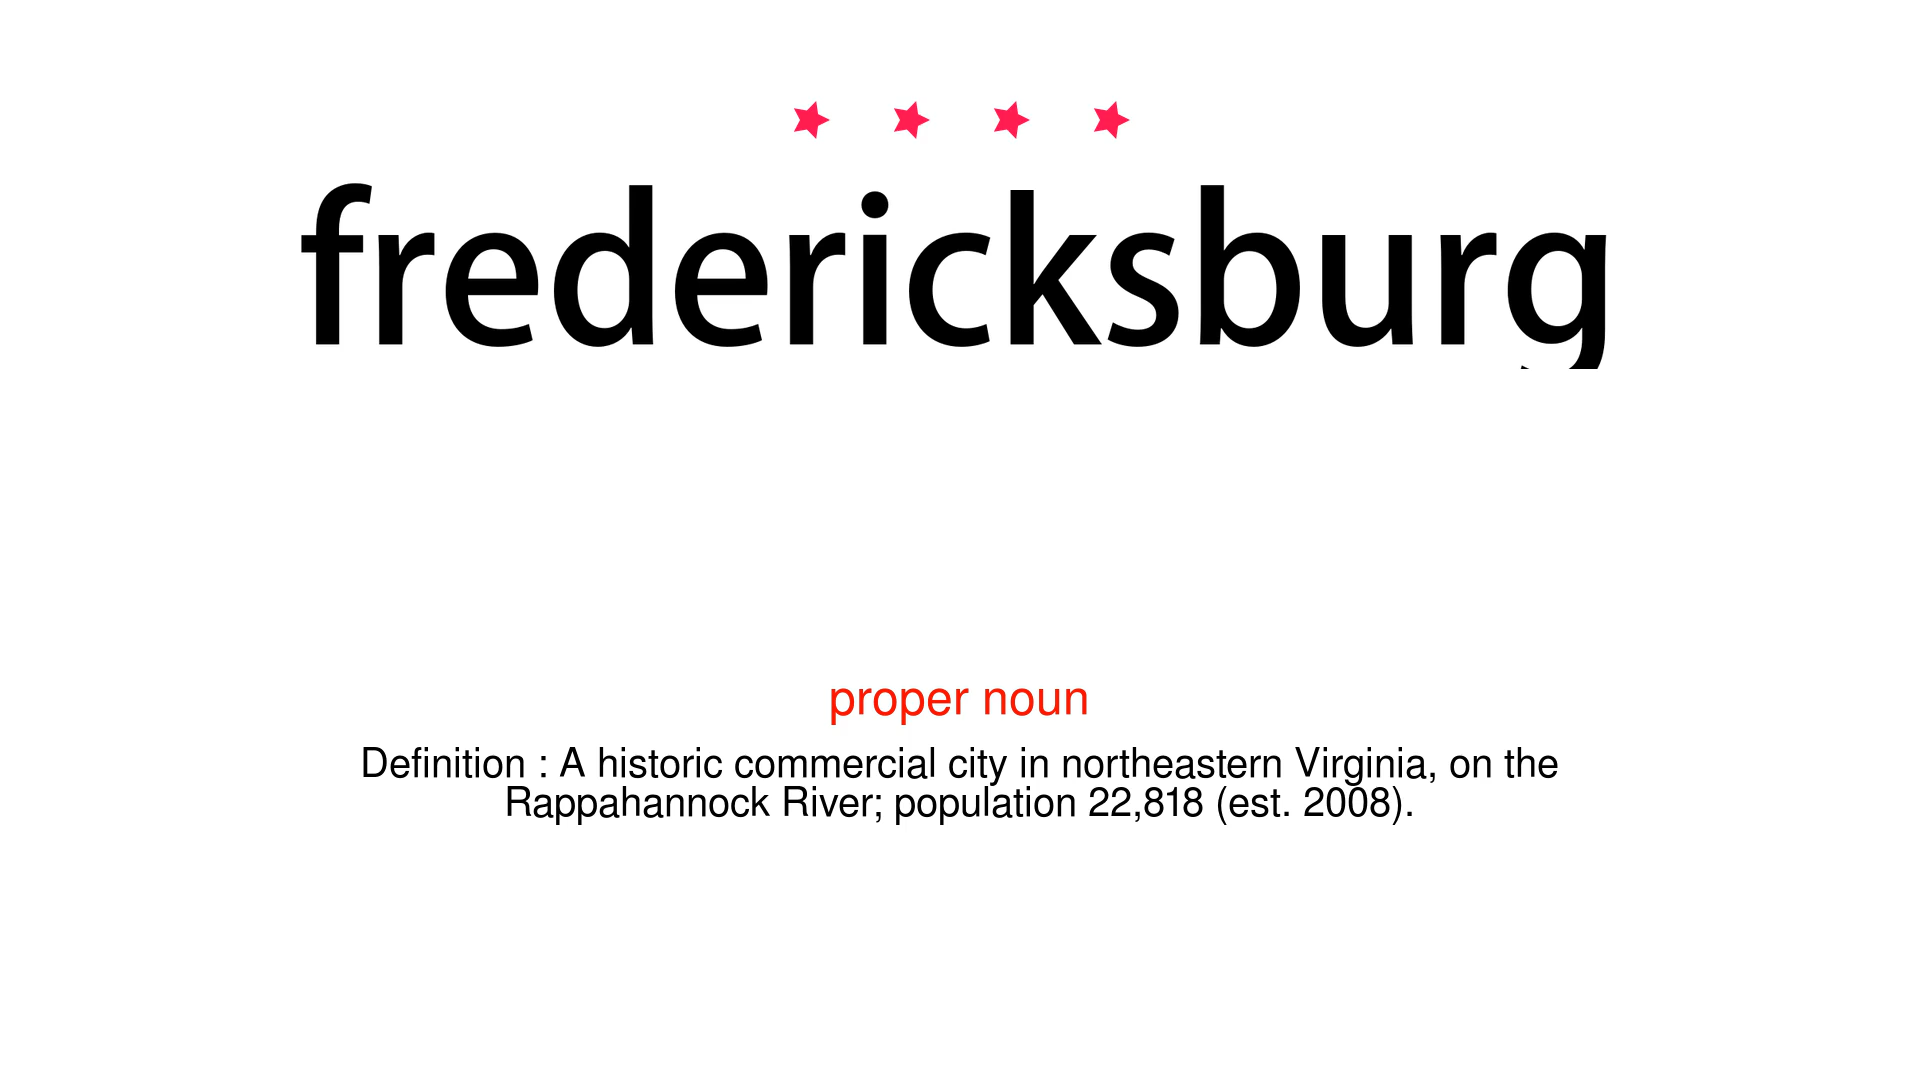 fredericksburg
proper noun
Definition : A historic commercial city in northeastern Virginia, on the
Rappahannock River; population 22,818 (est. 2008).